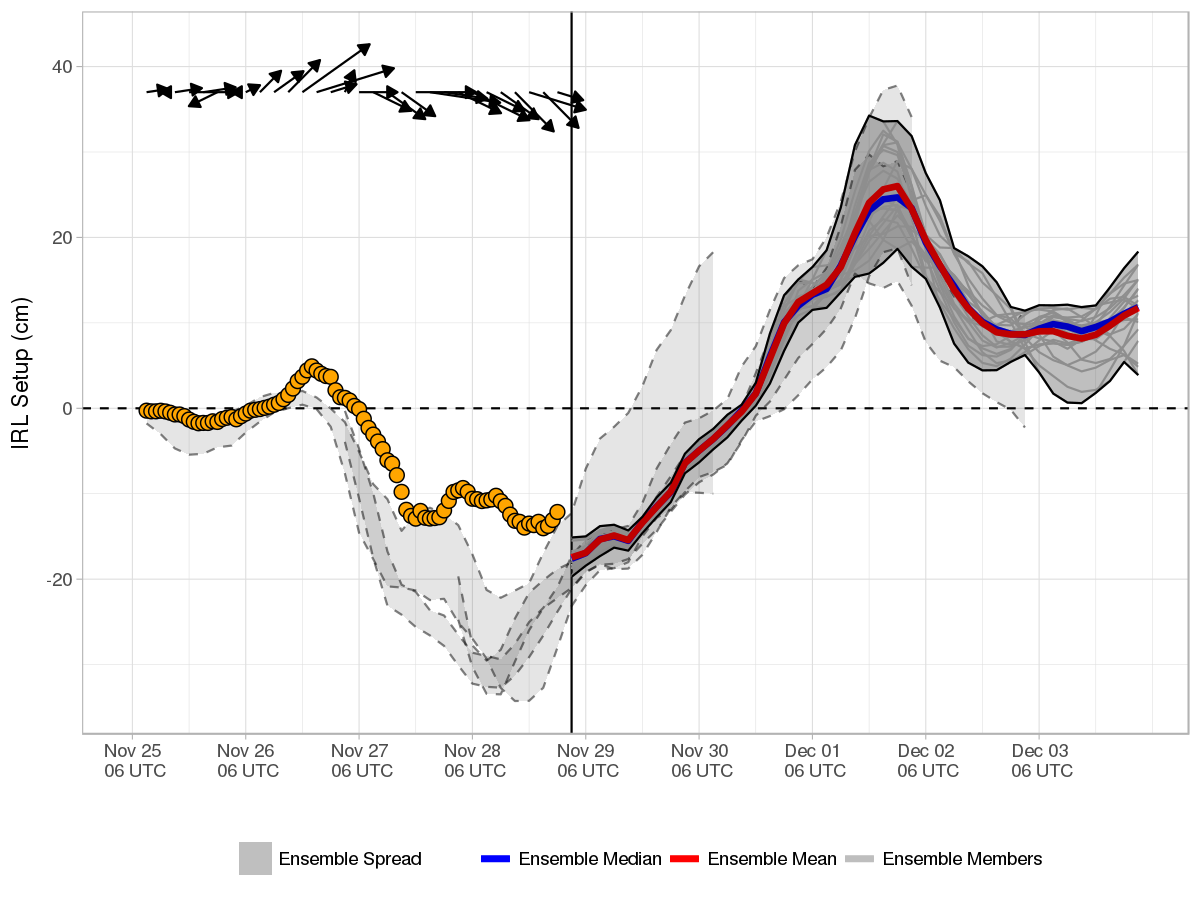 IRL Setup (cm)
40
20
0
-20
Nov 25 Nov 26 Nov 27 Nov 28 Nov 29 Nov 30 Dec 01 Dec 02 Dec 03
06 UTC 06 UTC 06 UTC 06 UTC 06 UTC 06 UTC 06 UTC 06 UTC 06 UTC
Ensemble Spread Ensemble Median Ensemble Mean Ensemble Members